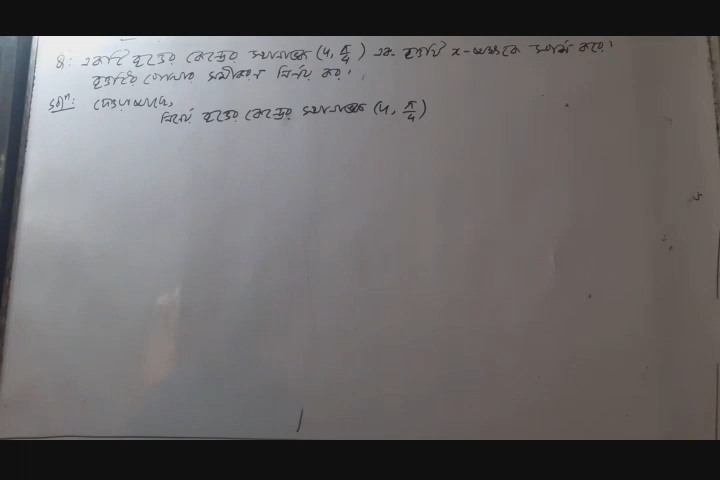 ৪: একটি বৃত্তের কেন্দ্রের স্থানাঙ্ক (4, π/4) এবং বৃত্তটি x-অক্ষকে স্পর্শ করে।
বৃত্তটির পোলার সমীকরণ নির্ণয় কর।
Solⁿ: দেওয়া আছে,
নির্ণেয় বৃত্তের কেন্দ্রের স্থানাঙ্ক (4, π/4)